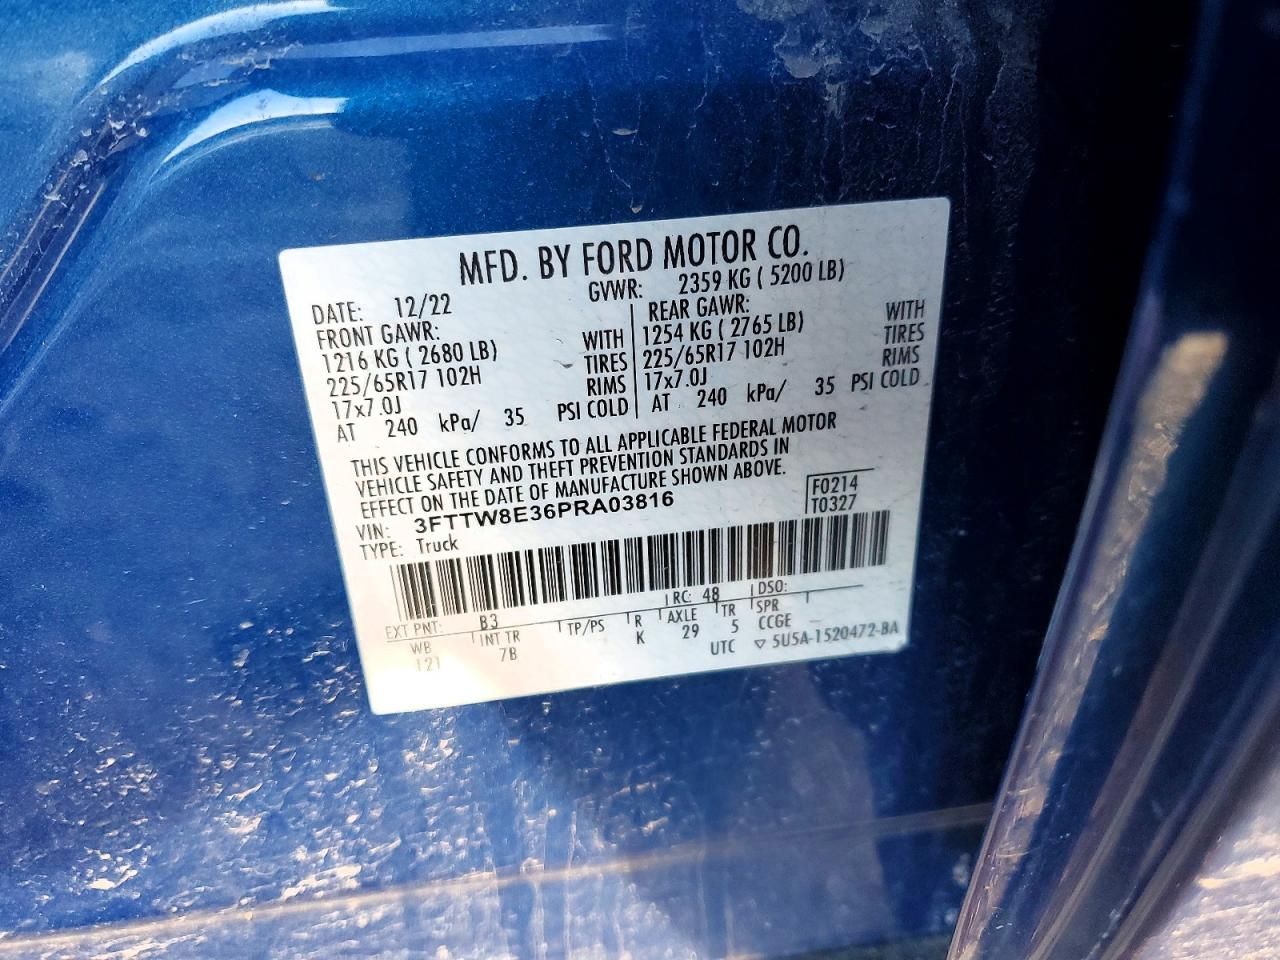 MFD. BY FORD MOTOR CO.
DATE: 12/22 GVWR: 2359 KG ( 5200 LB)
FRONT GAWR: REAR GAWR:
1216 KG ( 2680 LB) WITH 1254 KG ( 2765 LB) WITH
225/65R17 102H TIRES 225/65R17 102H TIRES
17x7.0J RIMS 17x7.0J RIMS
AT 240 kPa/ 35 PSI COLD AT 240 kPa/ 35 PSI COLD
THIS VEHICLE CONFORMS TO ALL APPLICABLE FEDERAL MOTOR
VEHICLE SAFETY AND THEFT PREVENTION STANDARDS IN
EFFECT ON THE DATE OF MANUFACTURE SHOWN ABOVE.
VIN: 3FTTW8E36PRA03816 F0214
TYPE: Truck T0327
EXT PNT: B3 RC: 48 DSO:
WB INT TR TP/PS R AXLE TR SPR
121 7B K 29 5 CCGE
UTC ▽ 5U5A-1520472-BA